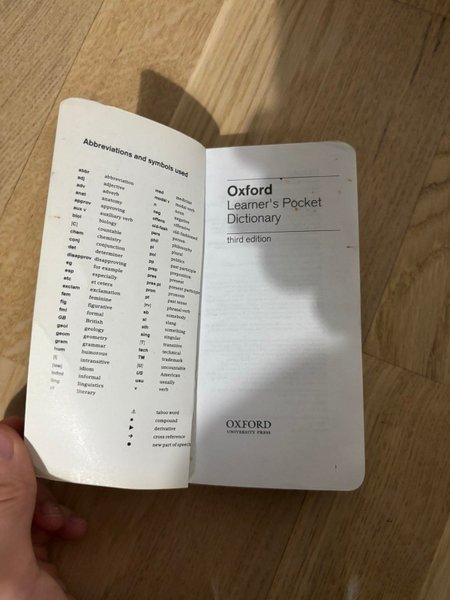 Abbreviations and symbols used
abbr abbreviation
adj adjective
adv adverb
anat anatomy
approv approving
aux v auxiliary verb
biol biology
[C] countable
chem chemistry
conj conjunction
det determiner
disapprov disapproving
eg for example
esp especially
etc et cetera
exclam exclamation
fem feminine
fig figurative
fml formal
GB British
geol geology
geom geometry
gram grammar
hum humorous
[I] intransitive
idiom
infml informal
ling linguistics
literary
med medicine
modal v modal verb
n noun
neg negative
offens offensive
old-fash old-fashioned
pers person
phil philosophy
pl plural
pol politics
pp past participle
prep preposition
pres present
pres pt present participle
pron pronoun
pt past tense
phrasal verb
sb somebody
sl slang
sth something
sing singular
[T] transitive
tech technical
TM trademark
[U] uncountable
US American
usu usually
v verb
⚠ taboo word
■ compound
▶ derivative
➔ cross reference
● new part of speech
Oxford
Learner's Pocket
Dictionary
third edition
OXFORD
UNIVERSITY PRESS